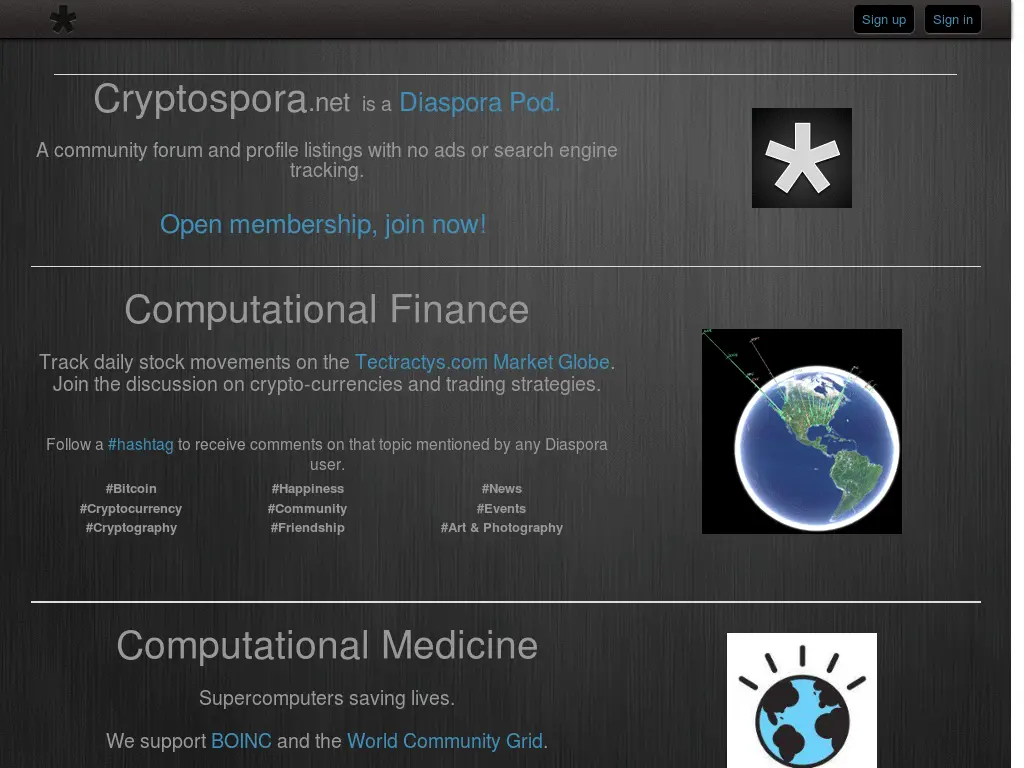 Sign up
Sign in
Cryptospora.net is a Diaspora Pod.
A community forum and profile listings with no ads or search engine
tracking.
Open membership, join now!
Computational Finance
Track daily stock movements on the Tectractys.com Market Globe.
Join the discussion on crypto-currencies and trading strategies.
Follow a #hashtag to receive comments on that topic mentioned by any Diaspora
user.
#Bitcoin #Happiness #News
#Cryptocurrency #Community #Events
#Cryptography #Friendship #Art & Photography
Computational Medicine
Supercomputers saving lives.
We support BOINC and the World Community Grid.